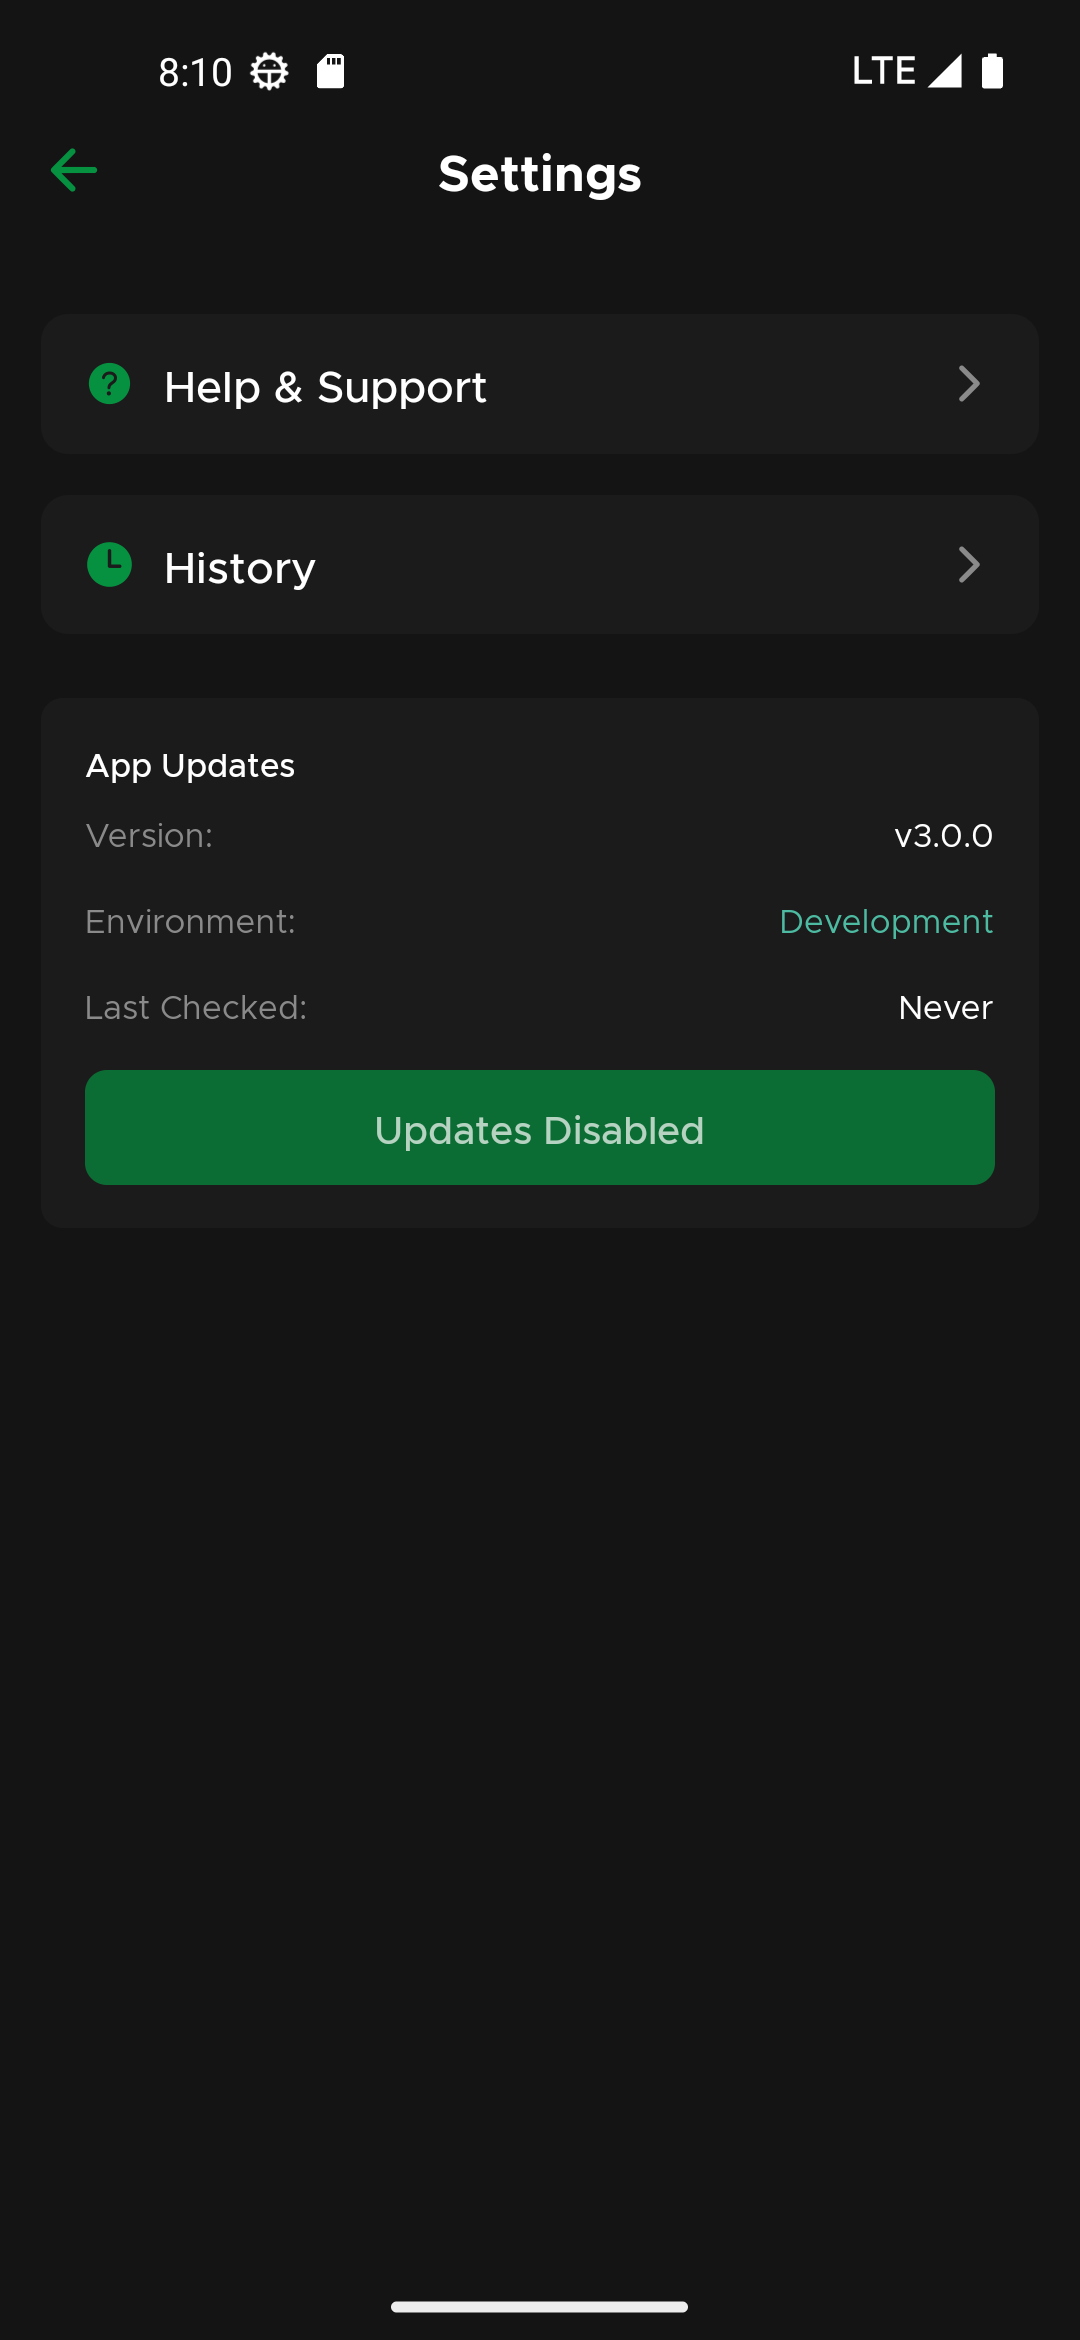 8:10
LTE
Settings
Help & Support
History
App Updates
Version:
v3.0.0
Environment:
Development
Last Checked:
Never
Updates Disabled